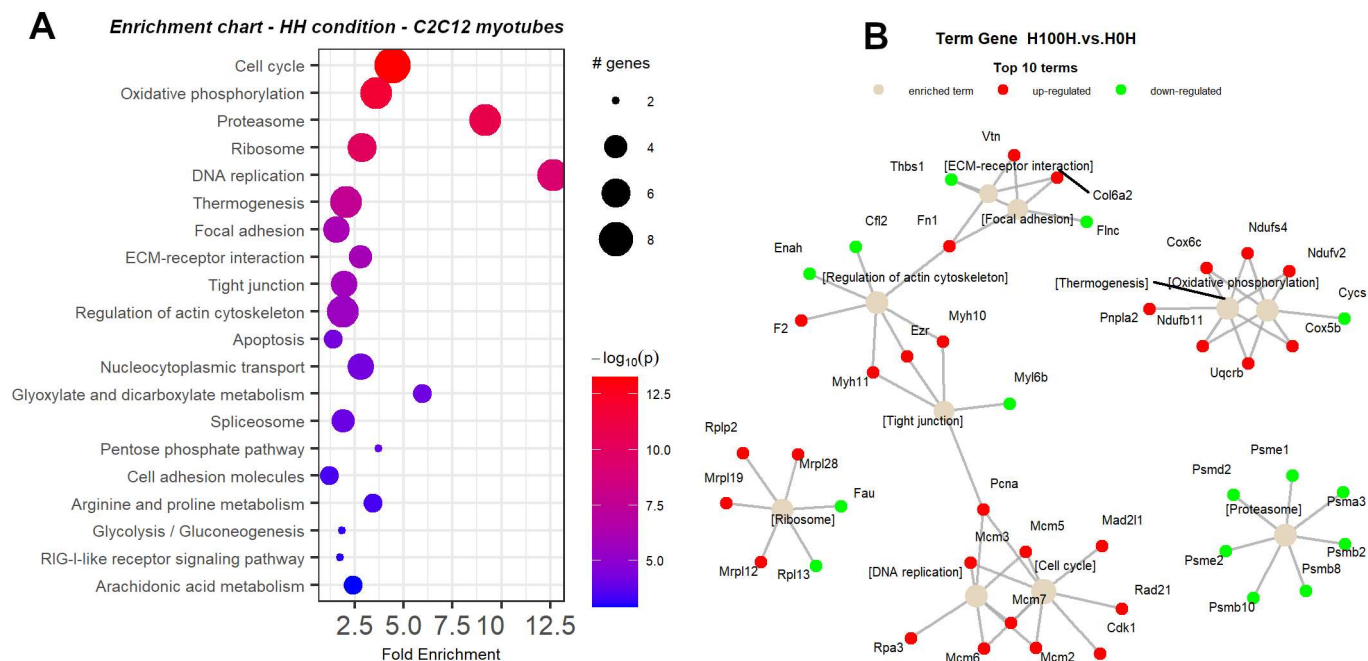 A
Enrichment chart - HH condition - C2C12 myotubes
Cell cycle
Oxidative phosphorylation
Proteasome
Ribosome
DNA replication
Thermogenesis
Focal adhesion
ECM-receptor interaction
Tight junction
Regulation of actin cytoskeleton
Apoptosis
Nucleocytoplasmic transport
Glyoxylate and dicarboxylate metabolism
Spliceosome
Pentose phosphate pathway
Cell adhesion molecules
Arginine and proline metabolism
Glycolysis / Gluconeogenesis
RIG-I-like receptor signaling pathway
Arachidonic acid metabolism
2.5 5.0 7.5 10 12.5
Fold Enrichment
# genes
2
4
6
8
−log10(p)
12.5
10.0
7.5
5.0
B
Term Gene H100H.vs.H0H
Top 10 terms
enriched term up-regulated down-regulated
Vtn
Thbs1
[ECM-receptor interaction]
Col6a2
Cfl2
Fn1
[Focal adhesion]
Flnc
Enah
[Regulation of actin cytoskeleton]
F2
Ezr
Myh10
Myh11
Myl6b
[Tight junction]
Cox6c
Ndufs4
Ndufv2
[Thermogenesis]
[Oxidative phosphorylation]
Cycs
Pnpla2
Ndufb11
Cox5b
Uqcrb
Rplp2
Mrpl28
Mrpl19
Fau
[Ribosome]
Mrpl12
Rpl13
Pcna
Mcm3
Mcm5
Mad2l1
[DNA replication]
[Cell cycle]
Rad21
Mcm7
Cdk1
Rpa3
Mcm6
Mcm2
Psme1
Psmd2
Psma3
[Proteasome]
Psme2
Psmb2
Psmb8
Psmb10